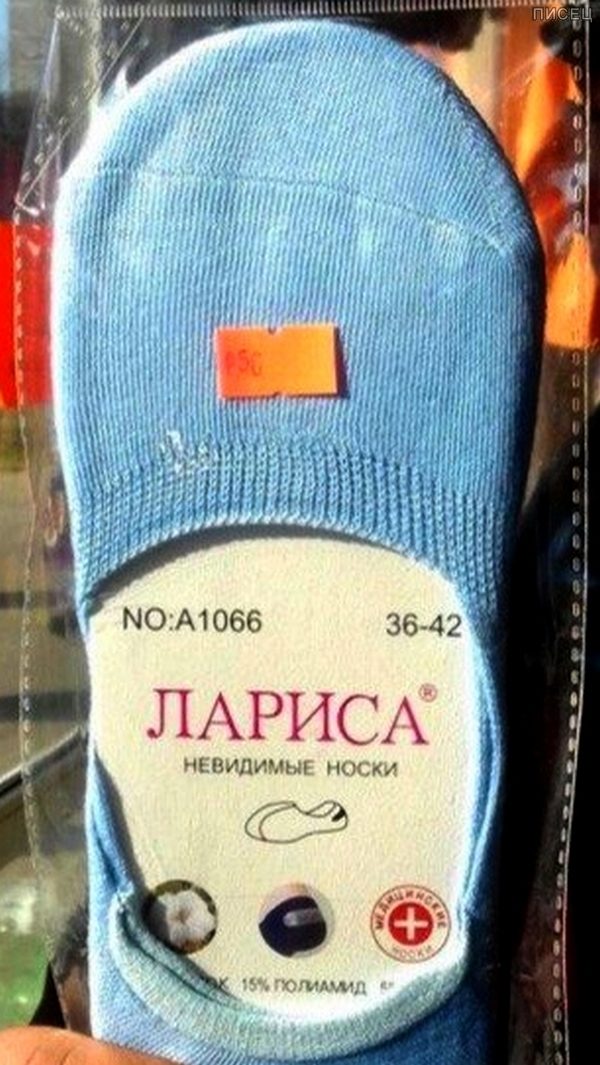 ПИСЕЦ
NO:A1066 36-42
ЛАРИСА®
НЕВИДИМЫЕ НОСКИ
МЕДИЦИНСКИЕ
НОСКИ
15% ПОЛИАМИД